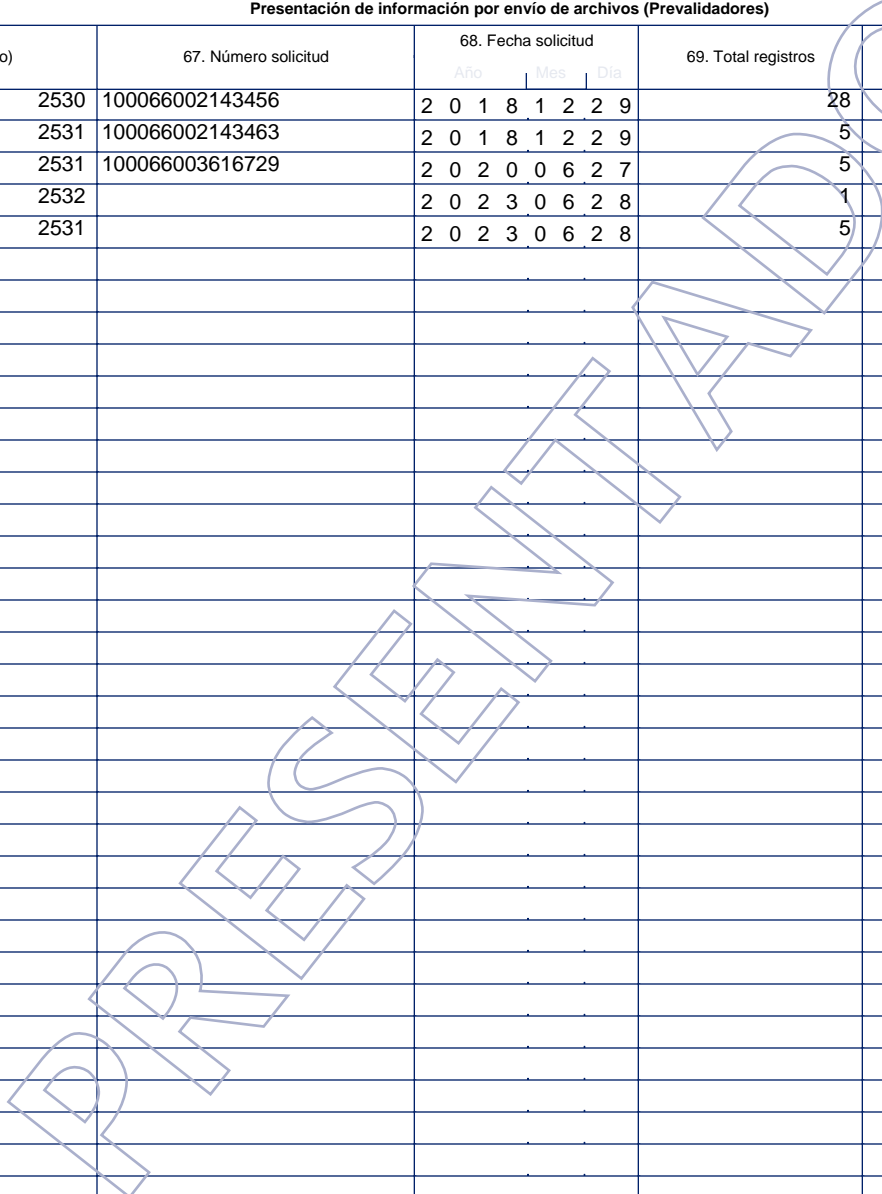 Presentación de información por envío de archivos (Prevalidadores)
o) 67. Número solicitud 68. Fecha solicitud 69. Total registros
Año Mes Día
2530 100066002143456 2 0 1 8 1 2 2 9 28
2531 100066002143463 2 0 1 8 1 2 2 9 5
2531 100066003616729 2 0 2 0 0 6 2 7 5
2532 2 0 2 3 0 6 2 8 1
2531 2 0 2 3 0 6 2 8 5
PRESENTADO